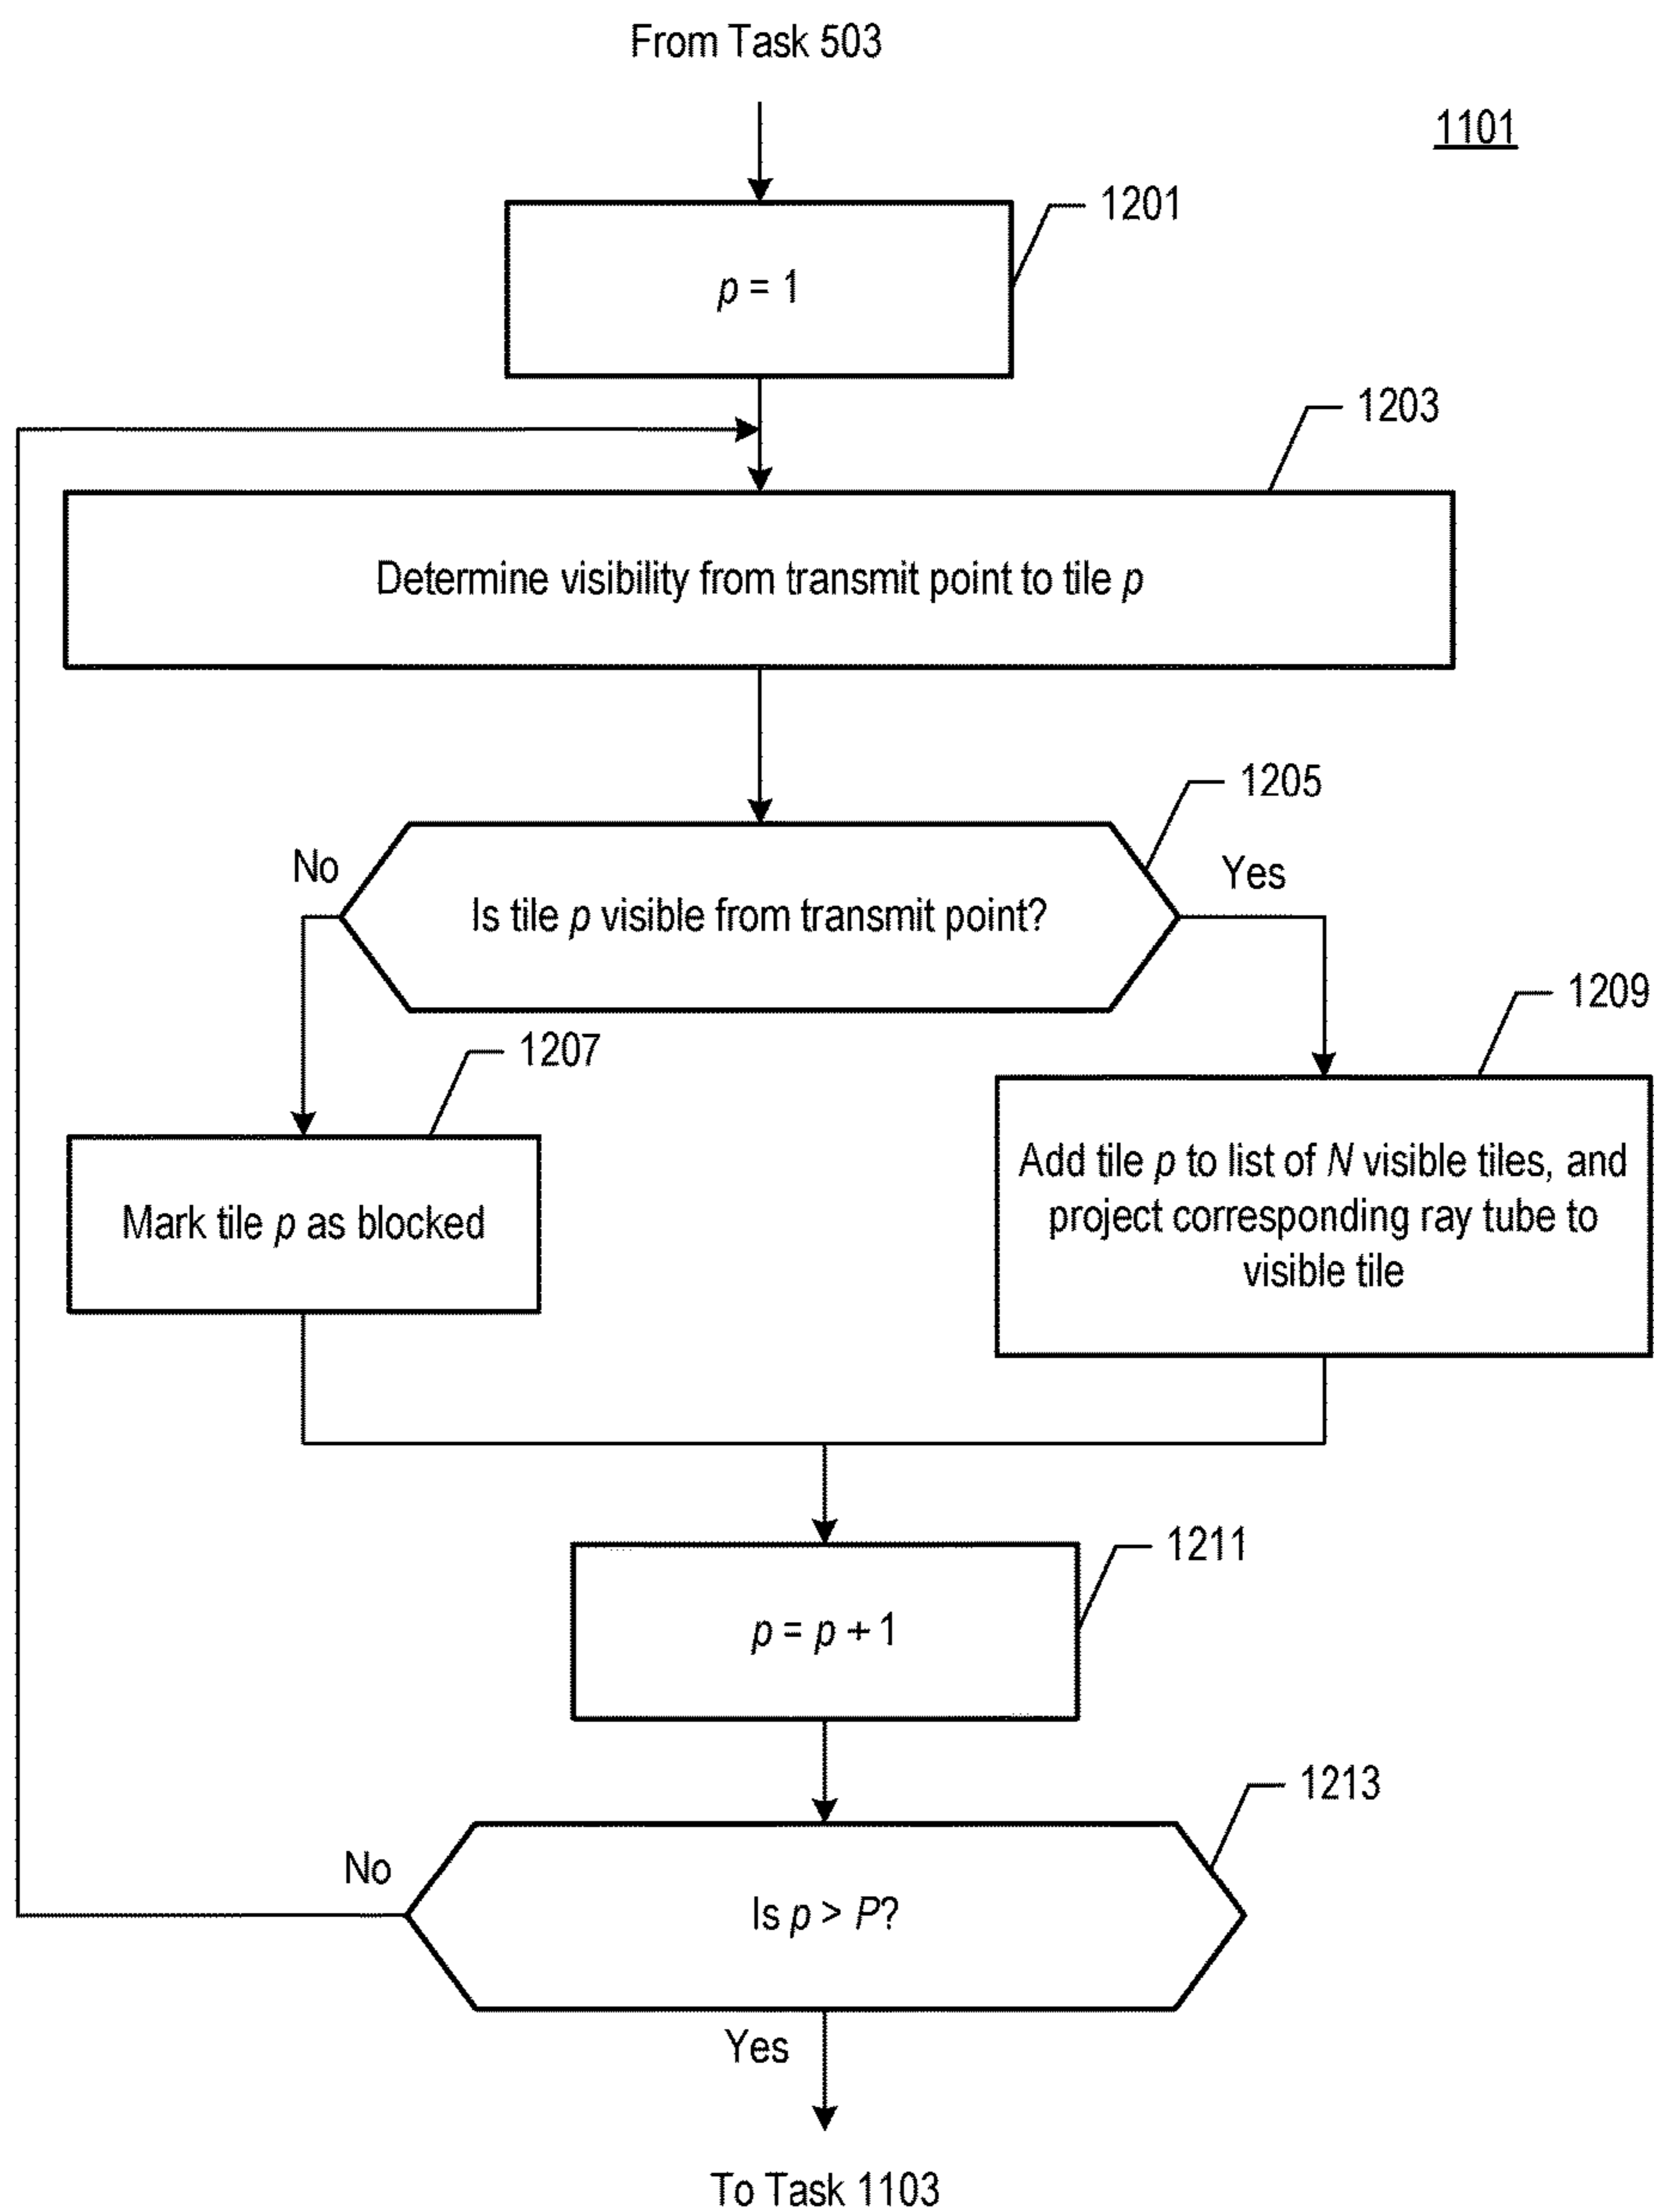 From Task 503
1101
1201
p = 1
1203
Determine visibility from transmit point to tile p
1205
No
Yes
Is tile p visible from transmit point?
1207
1209
Mark tile p as blocked
Add tile p to list of N visible tiles, and
project corresponding ray tube to
visible tile
1211
p = p + 1
1213
No
Is p > P?
Yes
To Task 1103